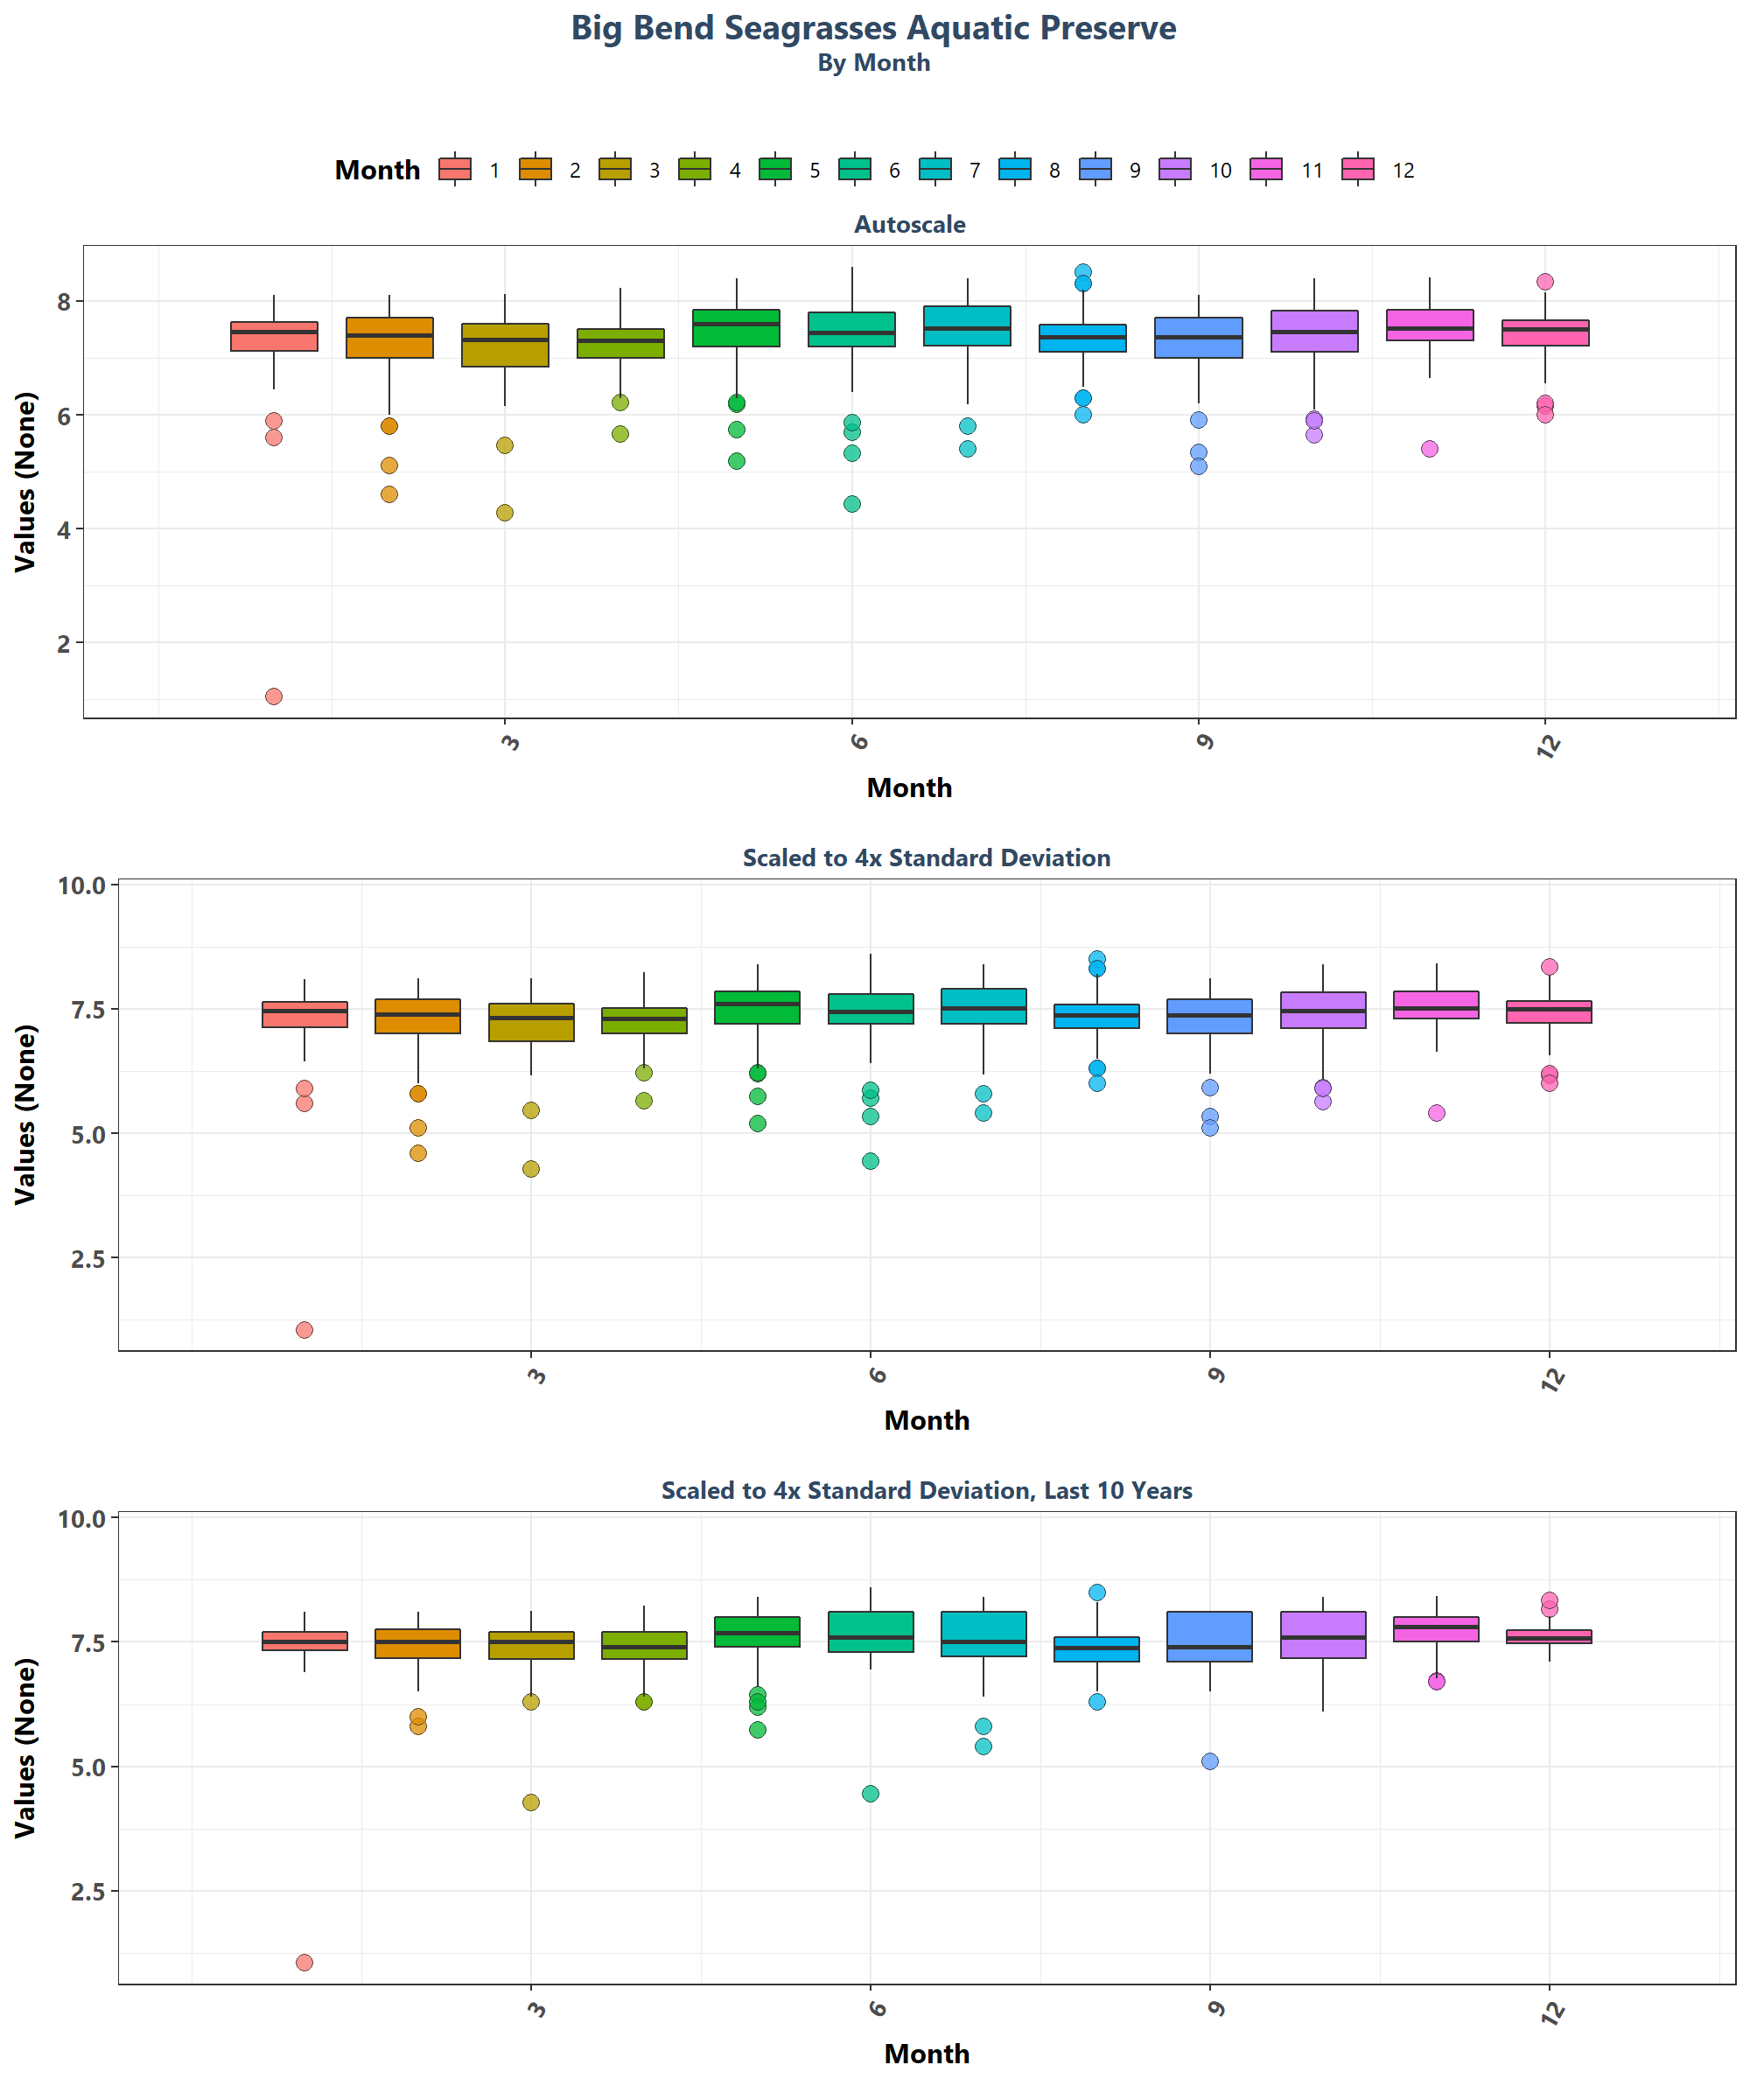 Big Bend Seagrasses Aquatic Preserve
By Month
Month 1 2 3 4 5 6 7 8 9 10 11 12
Autoscale
Values (None)
8
6
4
2
3 6 9 12
Month
Scaled to 4x Standard Deviation
Values (None)
10.0
7.5
5.0
2.5
3 6 9 12
Month
Scaled to 4x Standard Deviation, Last 10 Years
Values (None)
10.0
7.5
5.0
2.5
3 6 9 12
Month